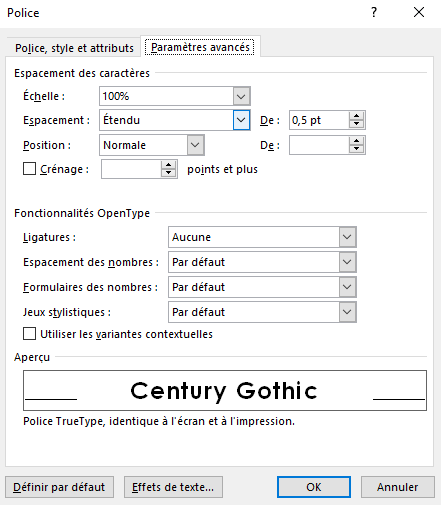 Police ? ×
Police, style et attributs Paramètres avancés
Espacement des caractères
Échelle : 100%
Espacement : Étendu De : 0,5 pt
Position : Normale De :
Crénage : points et plus
Fonctionnalités OpenType
Ligatures : Aucune
Espacement des nombres : Par défaut
Formulaires des nombres : Par défaut
Jeux stylistiques : Par défaut
Utiliser les variantes contextuelles
Aperçu
Century Gothic
Police TrueType, identique à l'écran et à l'impression.
Définir par défaut Effets de texte... OK Annuler